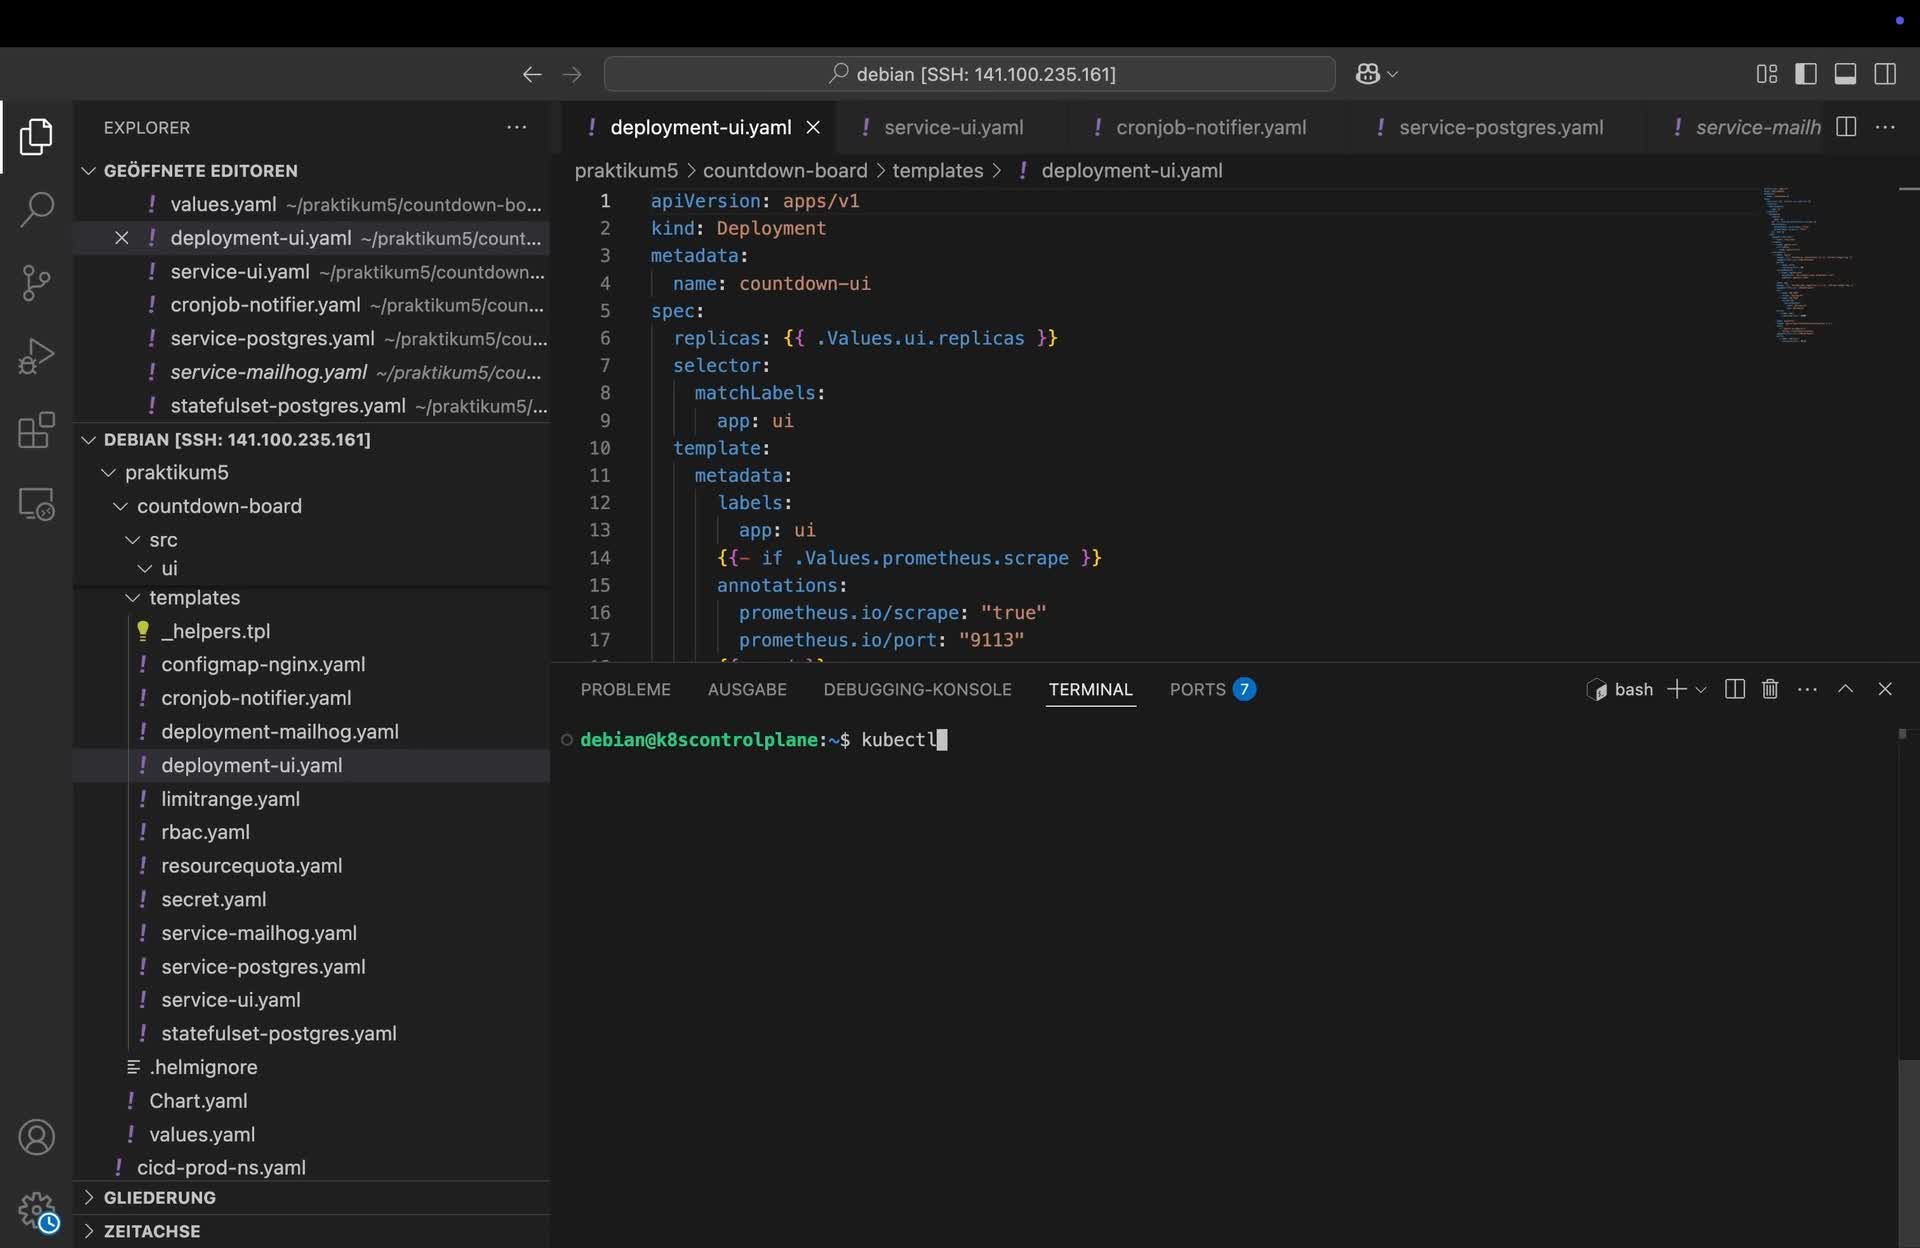 debian [SSH: 141.100.235.161]
EXPLORER
GEÖFFNETE EDITOREN
values.yaml ~/praktikum5/countdown-bo...
deployment-ui.yaml ~/praktikum5/count...
service-ui.yaml ~/praktikum5/countdown...
cronjob-notifier.yaml ~/praktikum5/coun...
service-postgres.yaml ~/praktikum5/cou...
service-mailhog.yaml ~/praktikum5/cou...
statefulset-postgres.yaml ~/praktikum5/...
DEBIAN [SSH: 141.100.235.161]
praktikum5
countdown-board
src
ui
templates
_helpers.tpl
configmap-nginx.yaml
cronjob-notifier.yaml
deployment-mailhog.yaml
deployment-ui.yaml
limitrange.yaml
rbac.yaml
resourcequota.yaml
secret.yaml
service-mailhog.yaml
service-postgres.yaml
service-ui.yaml
statefulset-postgres.yaml
.helmignore
Chart.yaml
values.yaml
cicd-prod-ns.yaml
GLIEDERUNG
ZEITACHSE
deployment-ui.yaml service-ui.yaml cronjob-notifier.yaml service-postgres.yaml service-mailh
praktikum5 > countdown-board > templates > ! deployment-ui.yaml
1 apiVersion: apps/v1
2 kind: Deployment
3 metadata:
4 name: countdown-ui
5 spec:
6 replicas: {{ .Values.ui.replicas }}
7 selector:
8 matchLabels:
9 app: ui
10 template:
11 metadata:
12 labels:
13 app: ui
14 {{- if .Values.prometheus.scrape }}
15 annotations:
16 prometheus.io/scrape: "true"
17 prometheus.io/port: "9113"
PROBLEME AUSGABE DEBUGGING-KONSOLE TERMINAL PORTS 7 bash
debian@k8scontrolplane:~$ kubectl